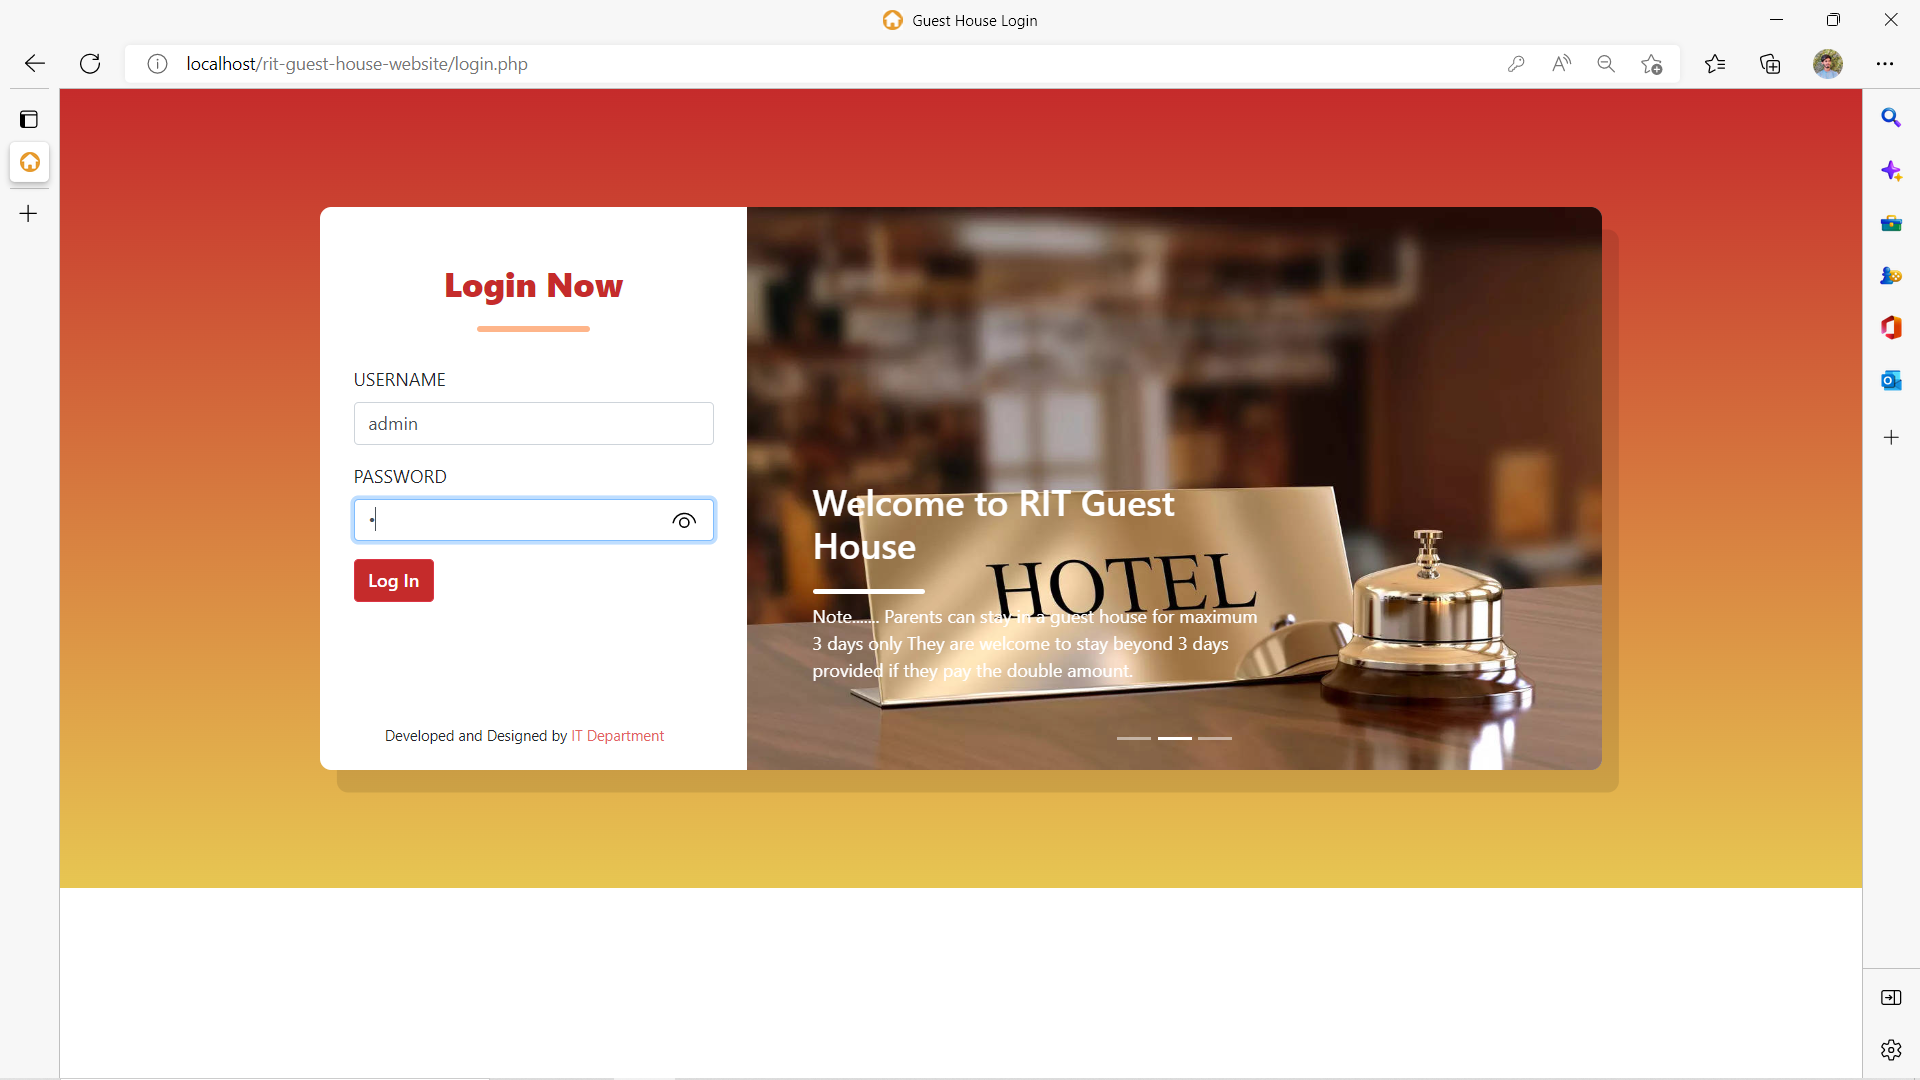 Guest House Login
localhost/rit-guest-house-website/login.php
Login Now
USERNAME
admin
PASSWORD
Log In
Developed and Designed by IT Department
Welcome to RIT Guest
House
HOTEL
Note....... Parents can stay in a guest house for maximum
3 days only They are welcome to stay beyond 3 days
provided if they pay the double amount.